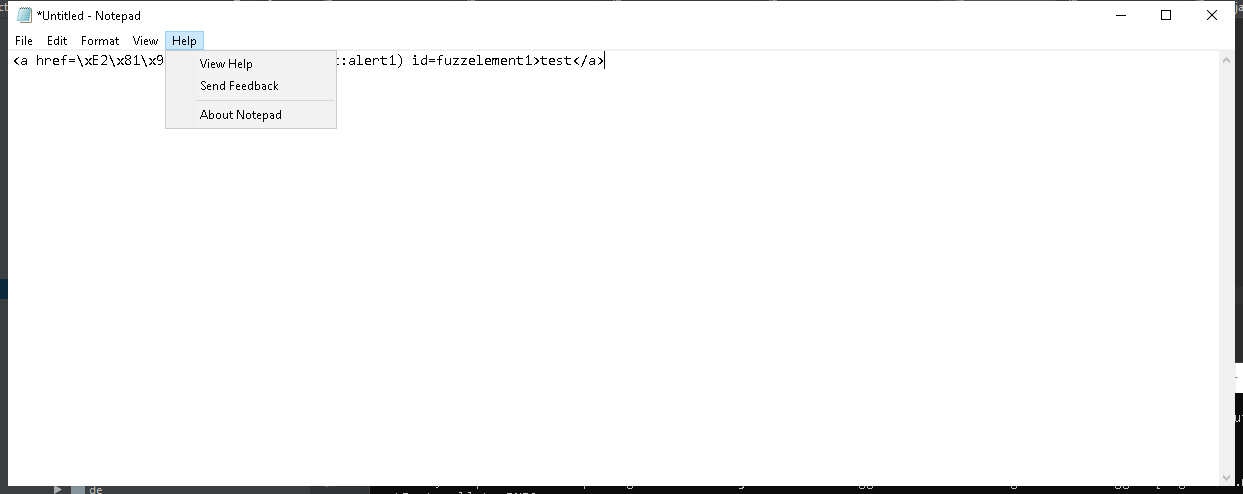 *Untitled - Notepad
File Edit Format View Help
<a href=\xE2\x81\x9 t:alert1) id=fuzzelement1>test</a>
View Help
Send Feedback
About Notepad
de